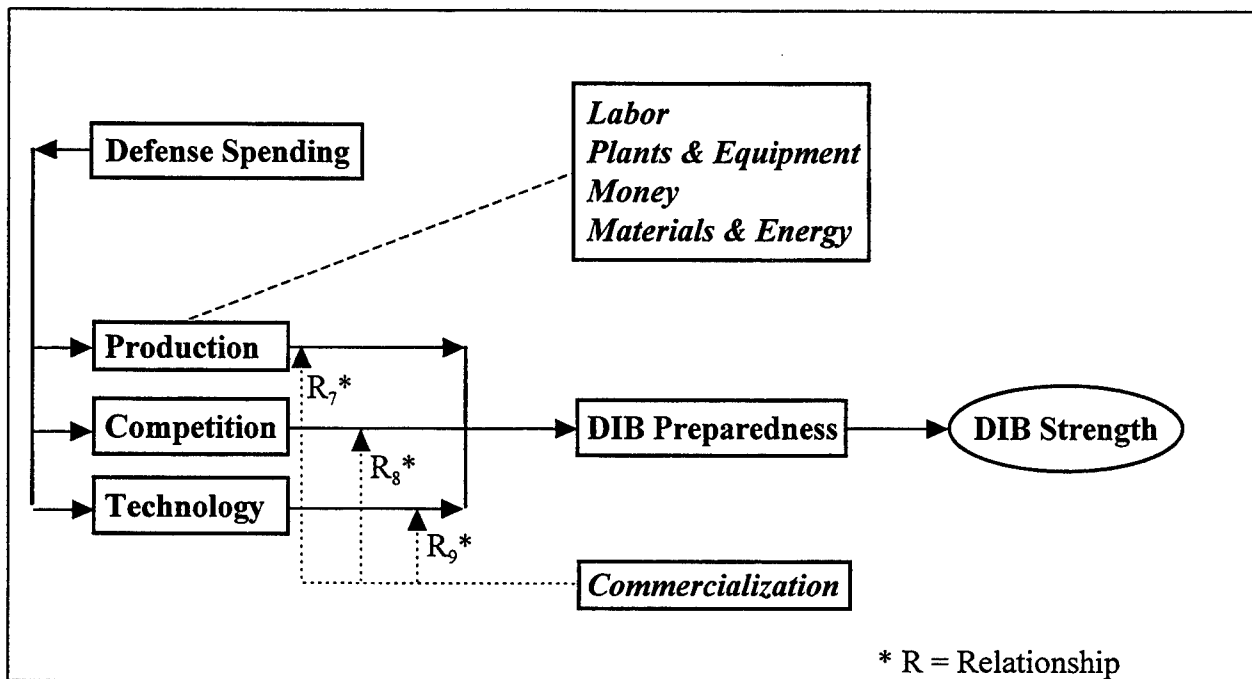 Labor
Plants & Equipment
Money
Materials & Energy
Defense Spending
Production
R₇*
Competition
DIB Preparedness
DIB Strength
R₈*
Technology
R₉*
Commercialization
* R = Relationship